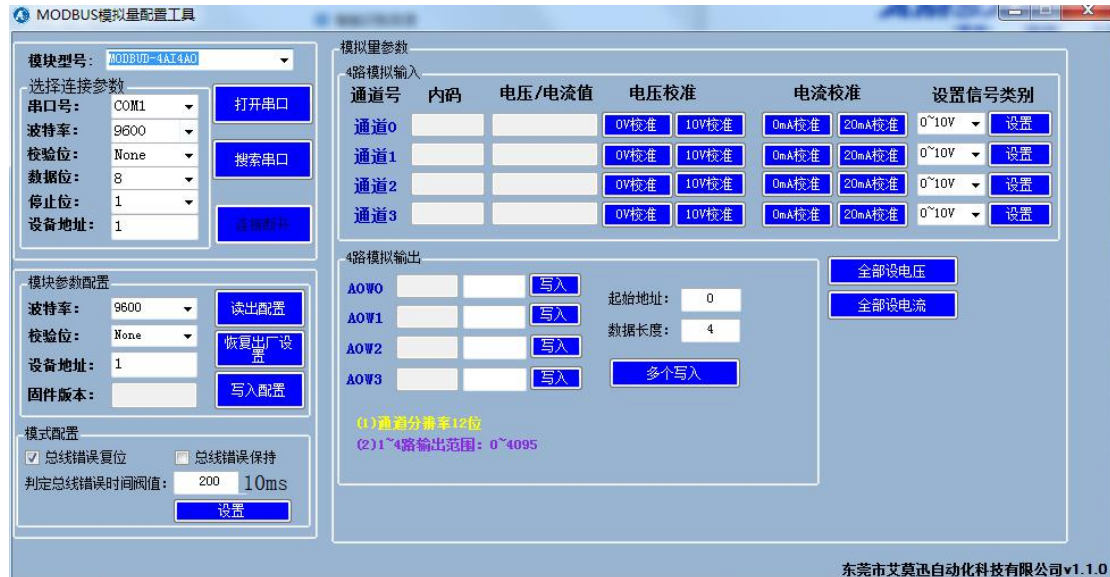 MODBUS模拟量配置工具
模块型号: MODBUD-4AI4AO
选择连接参数
串口号: COM1 打开串口
波特率: 9600
校验位: None 搜索串口
数据位: 8
停止位: 1
设备地址: 1 连接断开
模块参数配置
波特率: 9600 读出配置
校验位: None 恢复出厂设置
设备地址: 1
固件版本: 写入配置
模式配置
总线错误复位 总线错误保持
判定总线错误时间阀值: 200 10ms
设置
模拟量参数
4路模拟输入
通道号 内码 电压/电流值 电压校准 电流校准 设置信号类别
通道0 0V校准 10V校准 0mA校准 20mA校准 0~10V 设置
通道1 0V校准 10V校准 0mA校准 20mA校准 0~10V 设置
通道2 0V校准 10V校准 0mA校准 20mA校准 0~10V 设置
通道3 0V校准 10V校准 0mA校准 20mA校准 0~10V 设置
4路模拟输出
AOW0 写入
AOW1 写入
AOW2 写入
AOW3 写入
起始地址: 0
数据长度: 4
多个写入
(1)通道分辨率12位
(2)1~4路输出范围: 0~4095
全部设电压
全部设电流
东莞市艾莫迅自动化科技有限公司v1.1.0